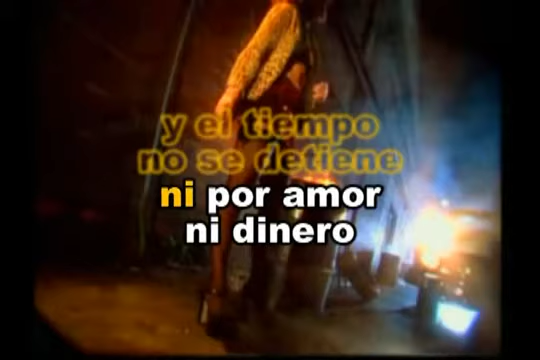 y el tiempo
no se detiene
ni por amor
ni dinero